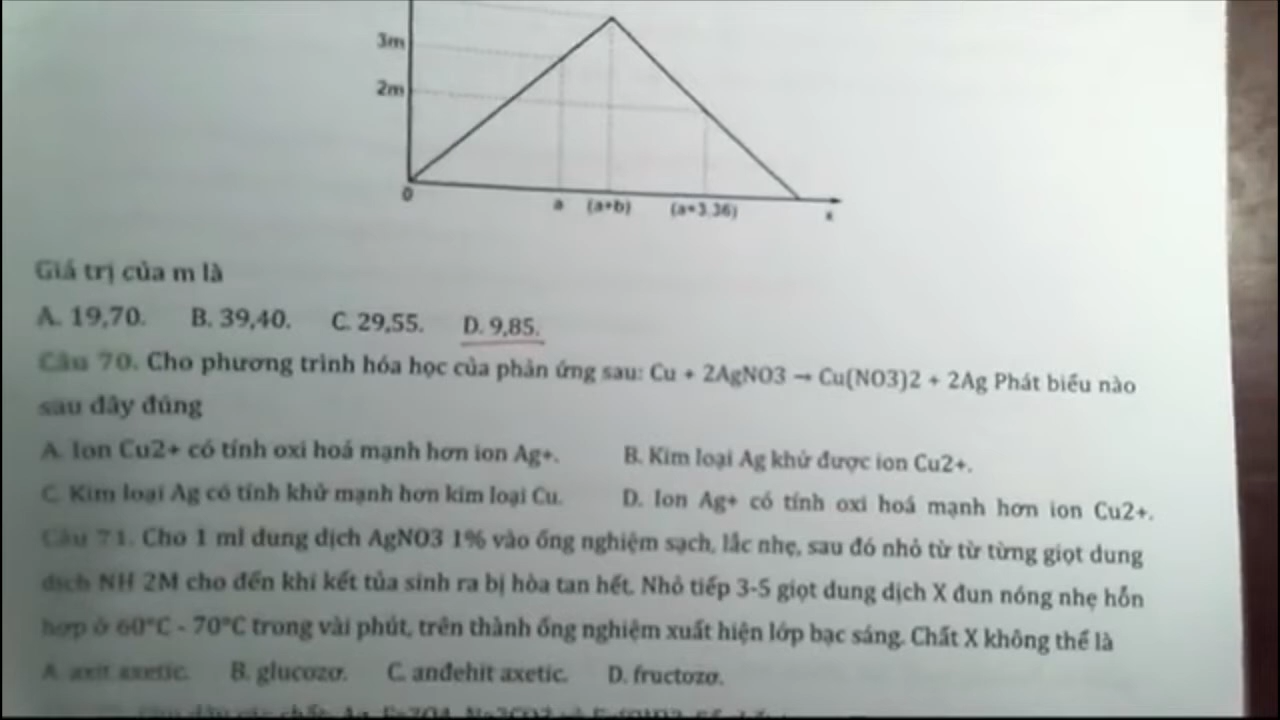 3m
2m
0 a (a+b) (a+3,36) x
Giá trị của m là
A. 19,70. B. 39,40. C. 29,55. D. 9,85.
Câu 70. Cho phương trình hóa học của phản ứng sau: Cu + 2AgNO3 → Cu(NO3)2 + 2Ag Phát biểu nào
sau đây đúng
A. Ion Cu2+ có tính oxi hoá mạnh hơn ion Ag+. B. Kim loại Ag khử được ion Cu2+.
C. Kim loại Ag có tính khử mạnh hơn kim loại Cu. D. Ion Ag+ có tính oxi hoá mạnh hơn ion Cu2+.
Câu 71. Cho 1 ml dung dịch AgNO3 1% vào ống nghiệm sạch, lắc nhẹ, sau đó nhỏ từ từ từng giọt dung
dịch NH 2M cho đến khi kết tủa sinh ra bị hòa tan hết. Nhỏ tiếp 3-5 giọt dung dịch X đun nóng nhẹ hỗn
hợp ở 60°C - 70°C trong vài phút, trên thành ống nghiệm xuất hiện lớp bạc sáng. Chất X không thể là
A. axit axetic. B. glucozơ. C. anđehit axetic. D. fructozơ.